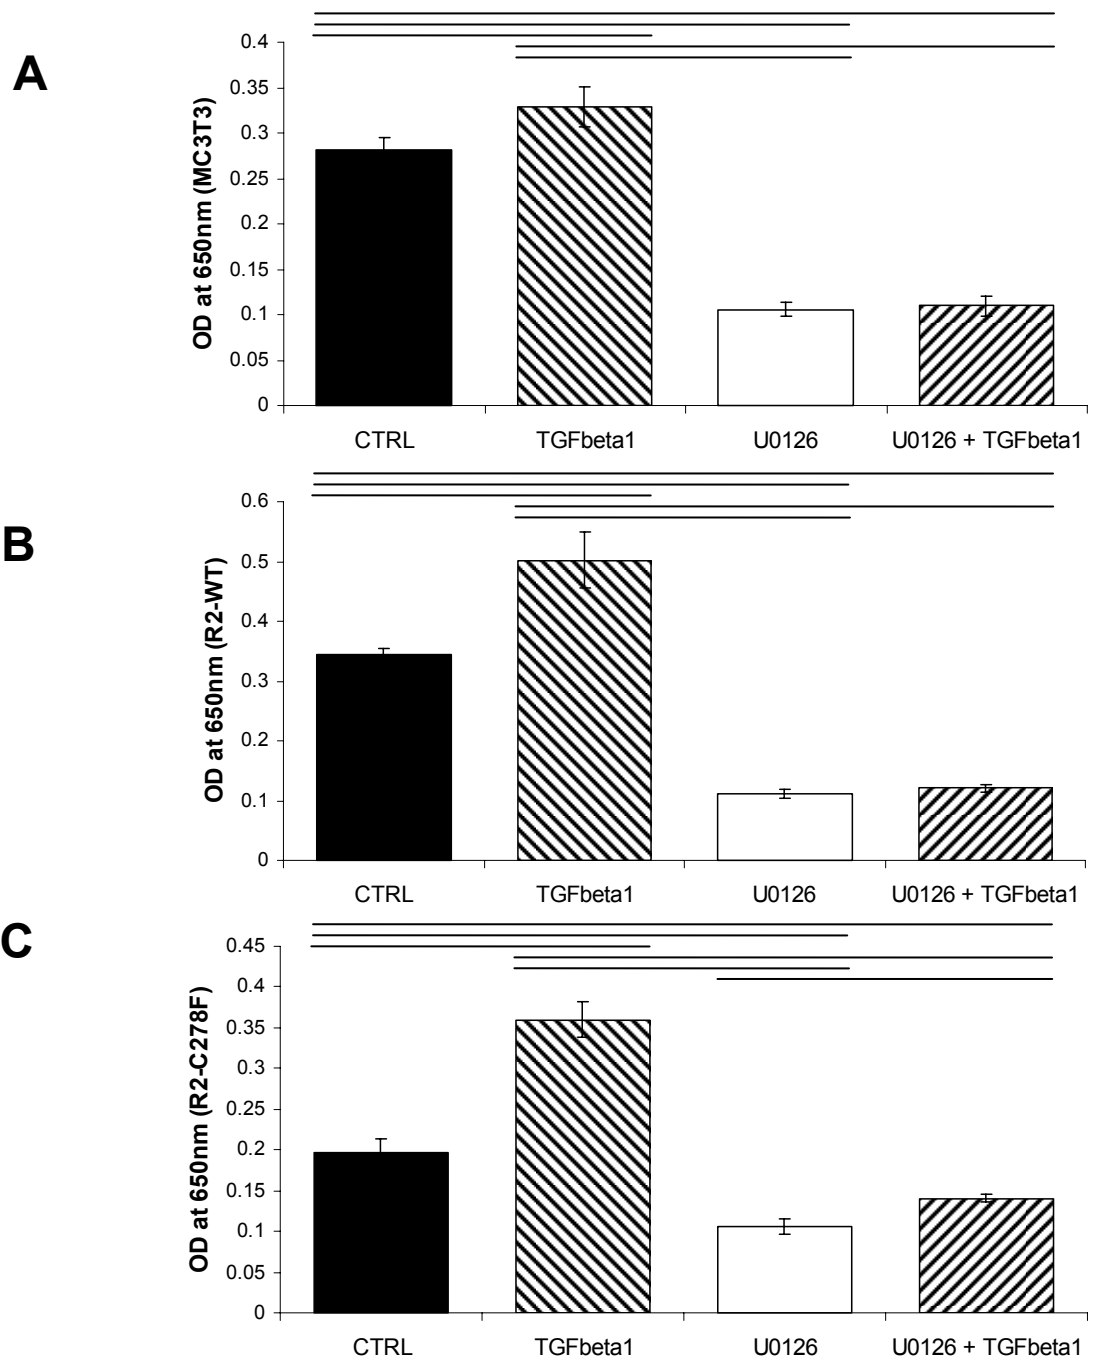 A
OD at 650nm (MC3T3)
0.4
0.35
0.3
0.25
0.2
0.15
0.1
0.05
0
CTRL TGFbeta1 U0126 U0126 + TGFbeta1
B
OD at 650nm (R2-WT)
0.6
0.5
0.4
0.3
0.2
0.1
0
CTRL TGFbeta1 U0126 U0126 + TGFbeta1
C
OD at 650nm (R2-C278F)
0.45
0.4
0.35
0.3
0.25
0.2
0.15
0.1
0.05
0
CTRL TGFbeta1 U0126 U0126 + TGFbeta1